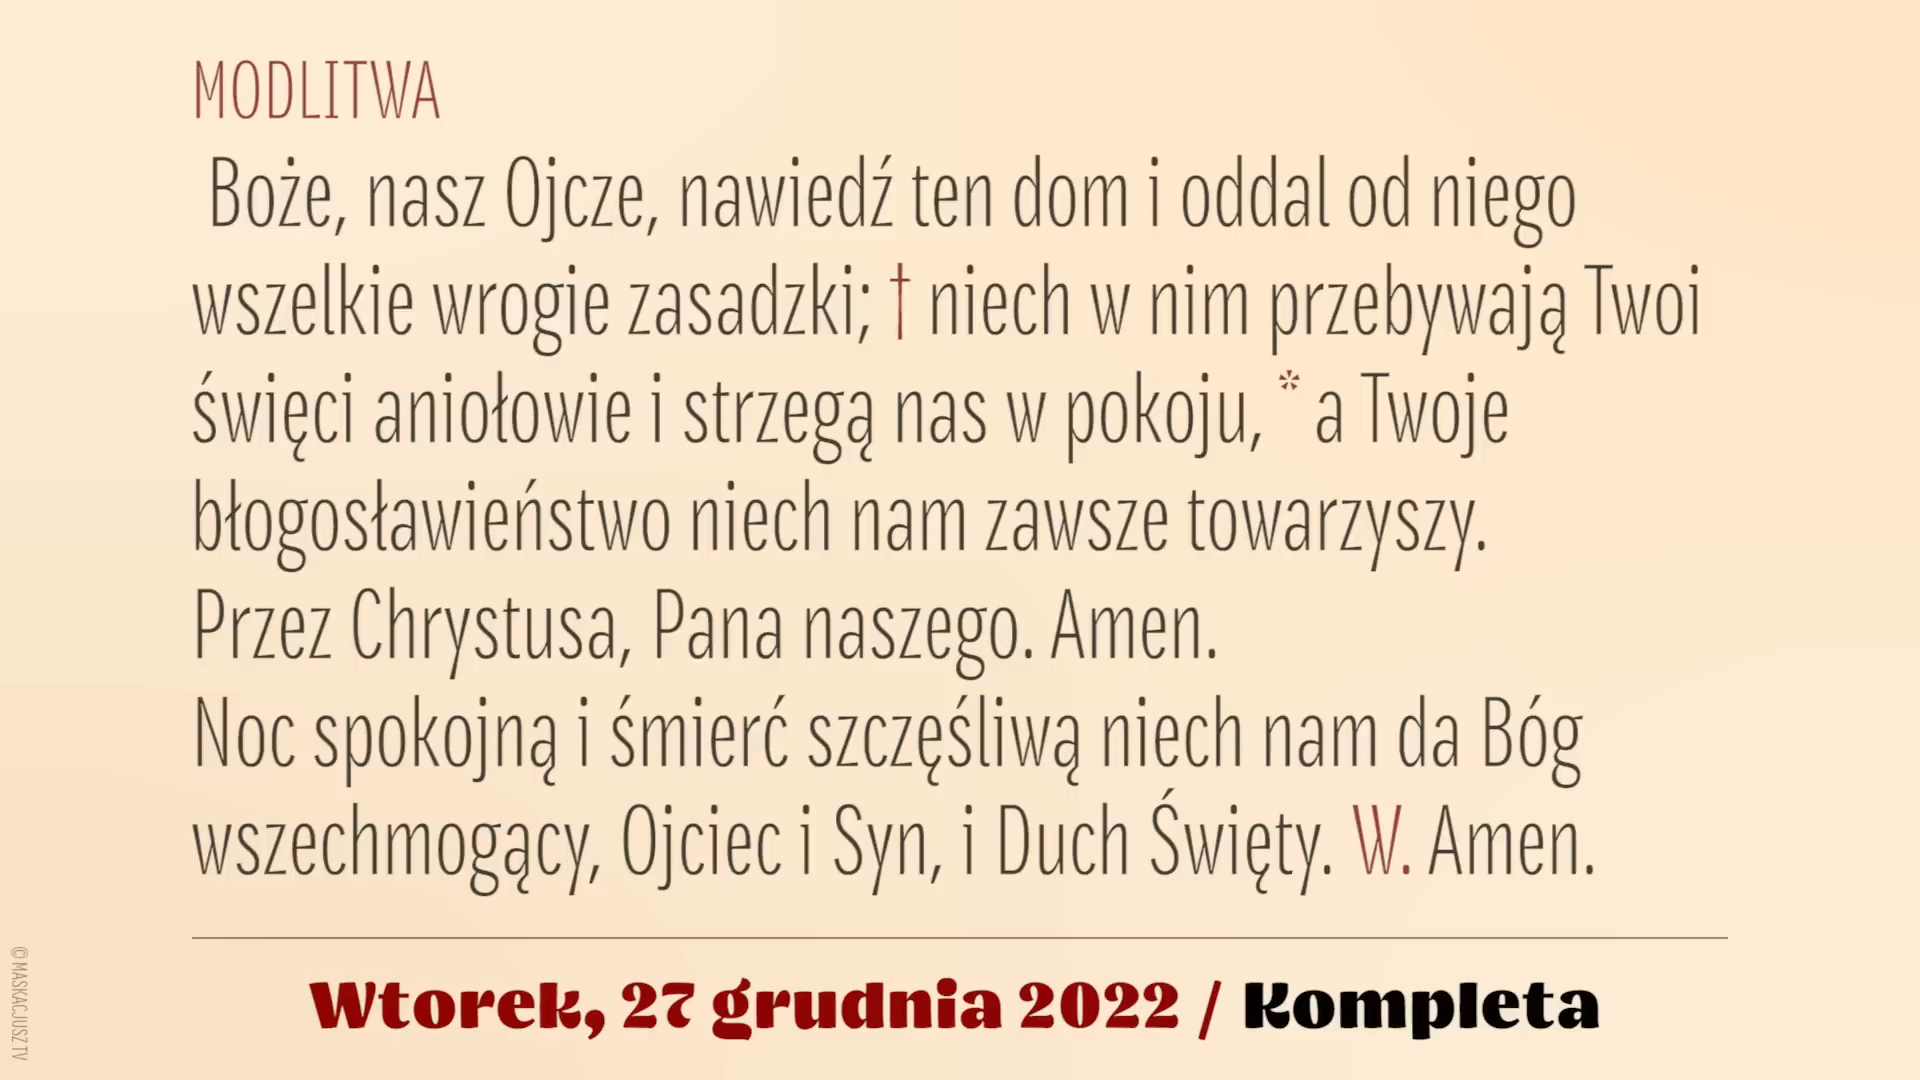 MODLITWA
Boże, nasz Ojcze, nawiedź ten dom i oddal od niego
wszelkie wrogie zasadzki; † niech w nim przebywają Twoi
święci aniołowie i strzegą nas w pokoju, * a Twoje
błogosławieństwo niech nam zawsze towarzyszy.
Przez Chrystusa, Pana naszego. Amen.
Noc spokojną i śmierć szczęśliwą niech nam da Bóg
wszechmogący, Ojciec i Syn, i Duch Święty. W. Amen.
Wtorek, 27 grudnia 2022 / Kompleta
© MASKACJUSZ TV